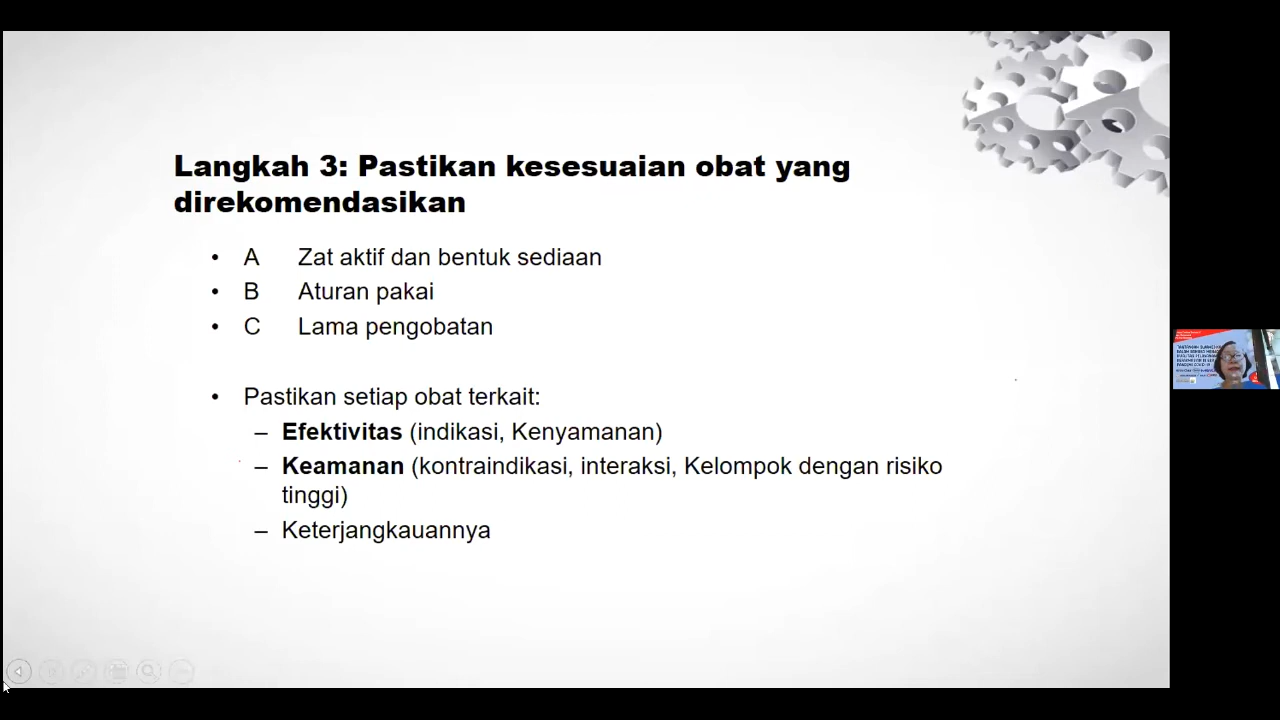 Langkah 3: Pastikan kesesuaian obat yang
direkomendasikan
• A Zat aktif dan bentuk sediaan
• B Aturan pakai
• C Lama pengobatan
• Pastikan setiap obat terkait:
– Efektivitas (indikasi, Kenyamanan)
– Keamanan (kontraindikasi, interaksi, Kelompok dengan risiko
tinggi)
– Keterjangkauannya